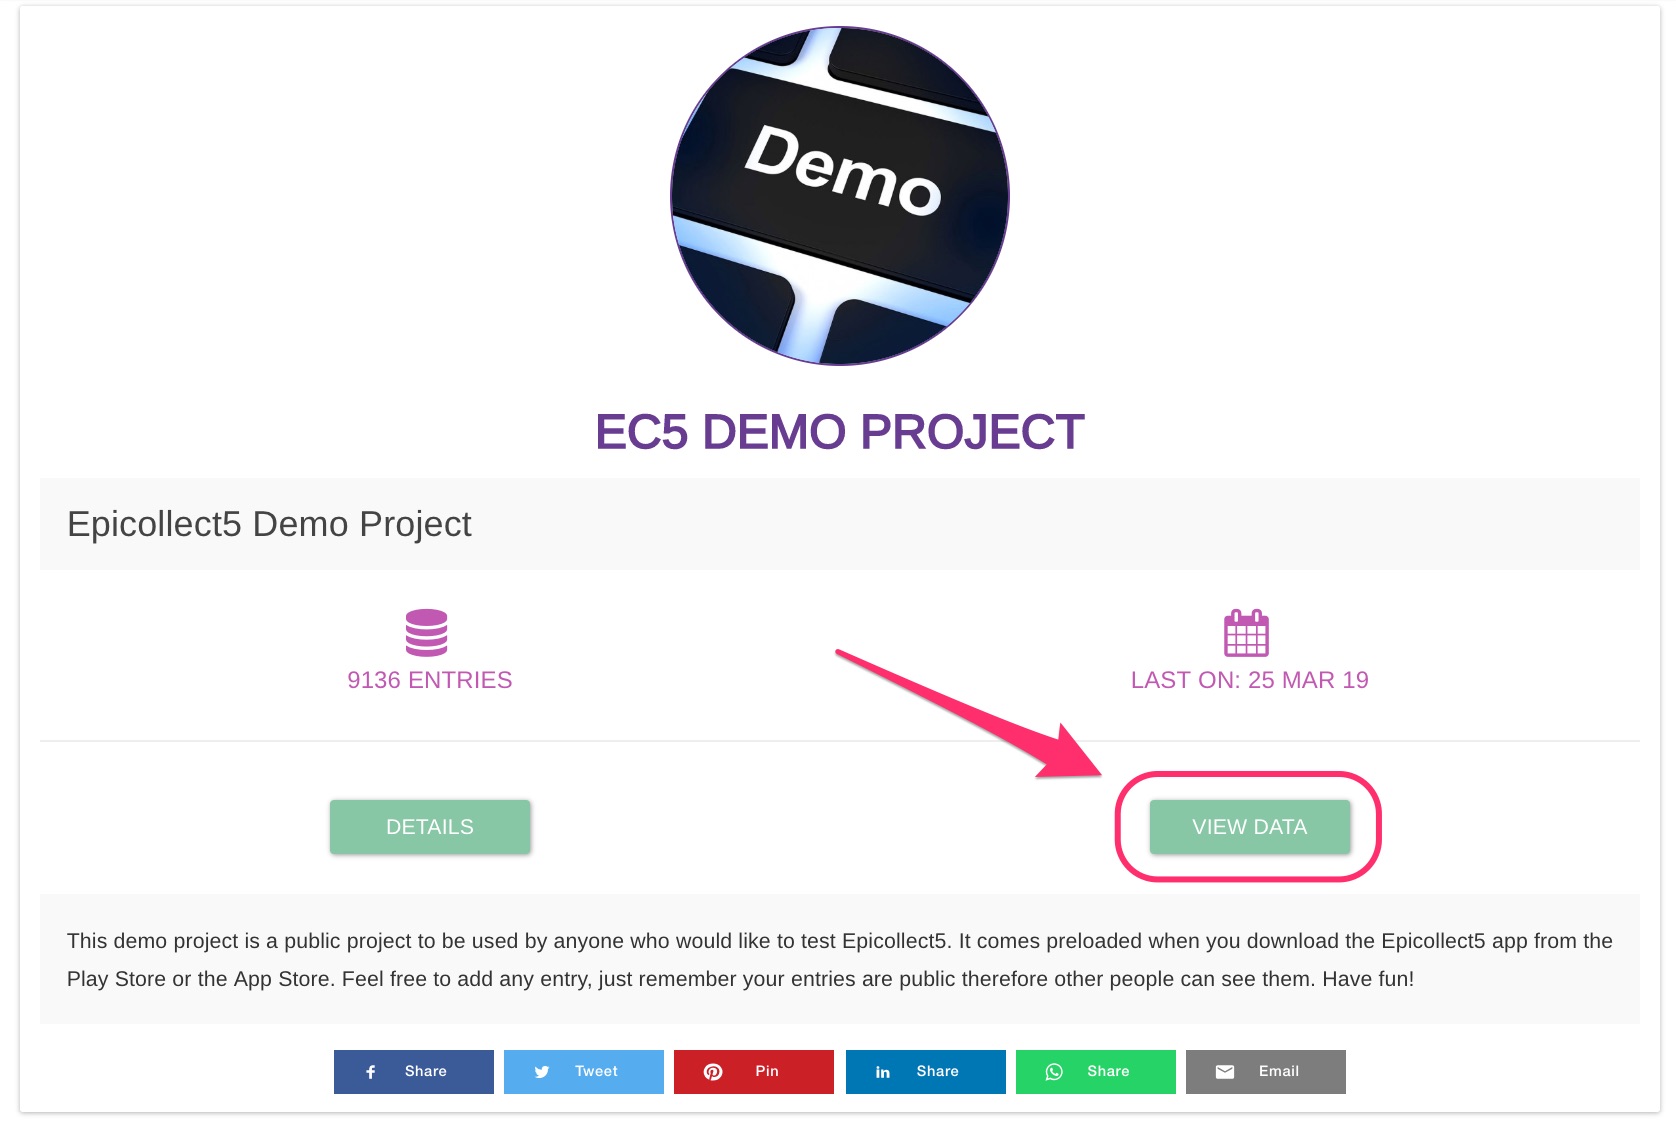 Demo
EC5 DEMO PROJECT
Epicollect5 Demo Project
9136 ENTRIES
LAST ON: 25 MAR 19
DETAILS
VIEW DATA
This demo project is a public project to be used by anyone who would like to test Epicollect5. It comes preloaded when you download the Epicollect5 app from the
Play Store or the App Store. Feel free to add any entry, just remember your entries are public therefore other people can see them. Have fun!
Share
Tweet
Pin
Share
Share
Email